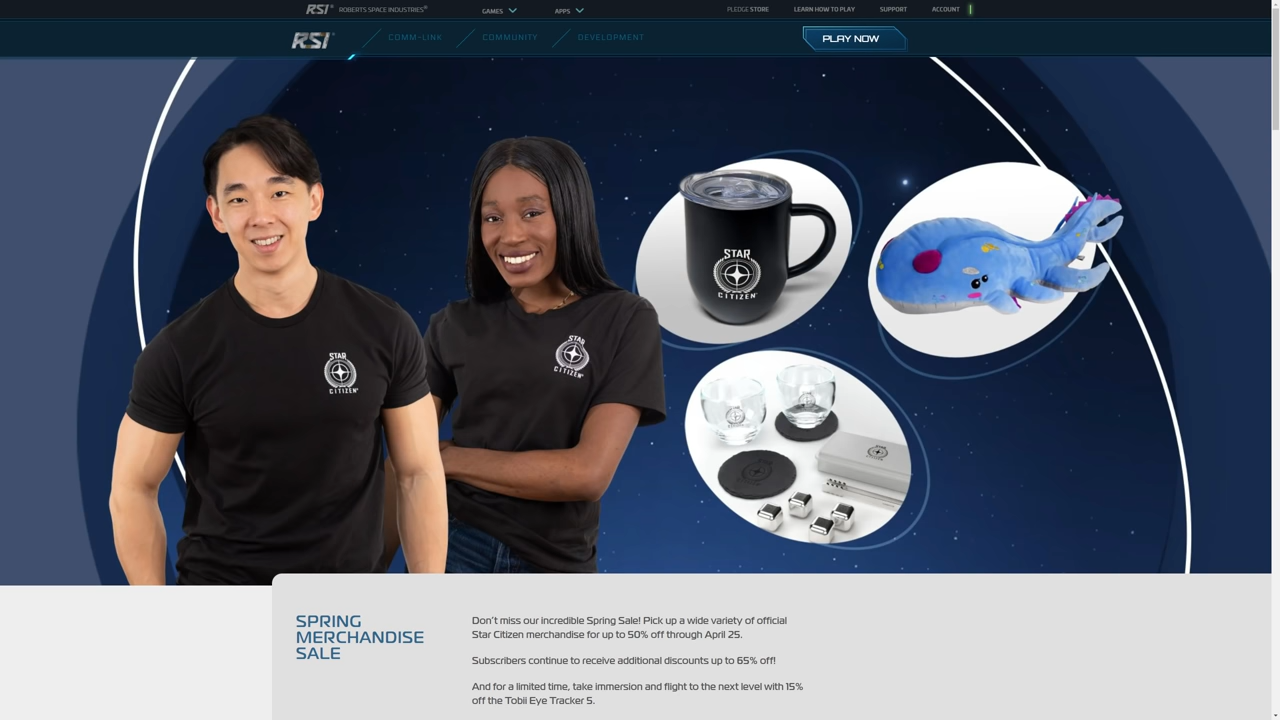 RSI® ROBERTS SPACE INDUSTRIES®
GAMES
APPS
PLEDGE STORE
LEARN HOW TO PLAY
SUPPORT
ACCOUNT
RSI
COMM-LINK
COMMUNITY
DEVELOPMENT
PLAY NOW
STAR
CITIZEN
STAR
CITIZEN
STAR
CITIZEN
STAR
SPRING
MERCHANDISE
SALE
Don't miss our incredible Spring Sale! Pick up a wide variety of official
Star Citizen merchandise for up to 50% off through April 25.
Subscribers continue to receive additional discounts up to 65% off!
And for a limited time, take immersion and flight to the next level with 15%
off the Tobii Eye Tracker 5.